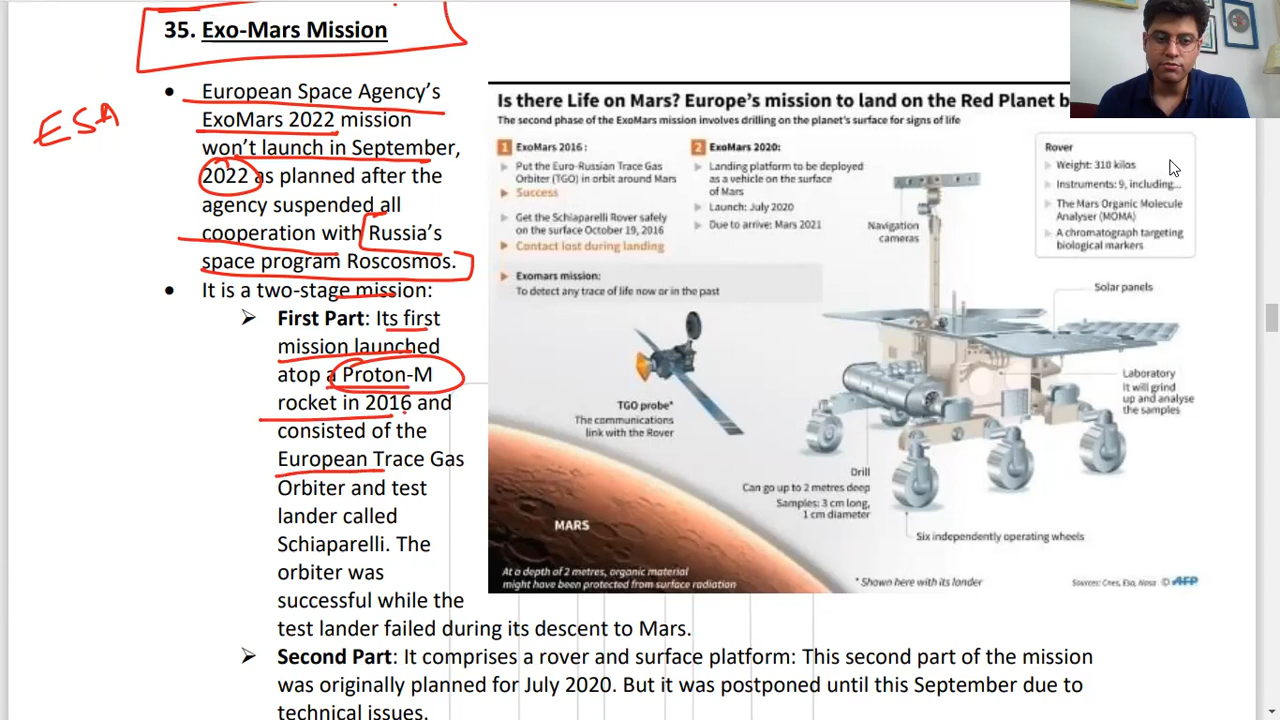 35. Exo-Mars Mission
ESA
• European Space Agency's
ExoMars 2022 mission
won't launch in September,
2022 as planned after the
agency suspended all
cooperation with Russia's
space program Roscosmos.
• It is a two-stage mission:
➢ First Part: Its first
mission launched
atop a Proton-M
rocket in 2016 and
consisted of the
European Trace Gas
Orbiter and test
lander called
Schiaparelli. The
orbiter was
successful while the
test lander failed during its descent to Mars.
➢ Second Part: It comprises a rover and surface platform: This second part of the mission
was originally planned for July 2020. But it was postponed until this September due to
technical issues.
Is there Life on Mars? Europe's mission to land on the Red Planet b
The second phase of the ExoMars mission involves drilling on the planet's surface for signs of life
1 ExoMars 2016:
Put the Euro-Russian Trace Gas
Orbiter (TGO) in orbit around Mars
Success
Get the Schiaparelli Rover safely
on the surface October 19, 2016
Contact lost during landing
Exomars mission:
To detect any trace of life now or in the past
2 ExoMars 2020:
Landing platform to be deployed
as a vehicle on the surface
of Mars
Launch: July 2020
Due to arrive: Mars 2021
Rover
Weight: 310 kilos
Instruments: 9, including...
The Mars Organic Molecule
Analyser (MOMA)
A chromatograph targeting
biological markers
Navigation
cameras
Solar panels
Laboratory
It will grind
up and analyse
the samples
TGO probe*
The communications
link with the Rover
Drill
Can go up to 2 metres deep
Samples: 3 cm long,
1 cm diameter
Six independently operating wheels
MARS
At a depth of 2 metres, organic material
might have been protected from surface radiation
* Shown here with its lander
Sources: Cnes, Esa, Nasa © AFP